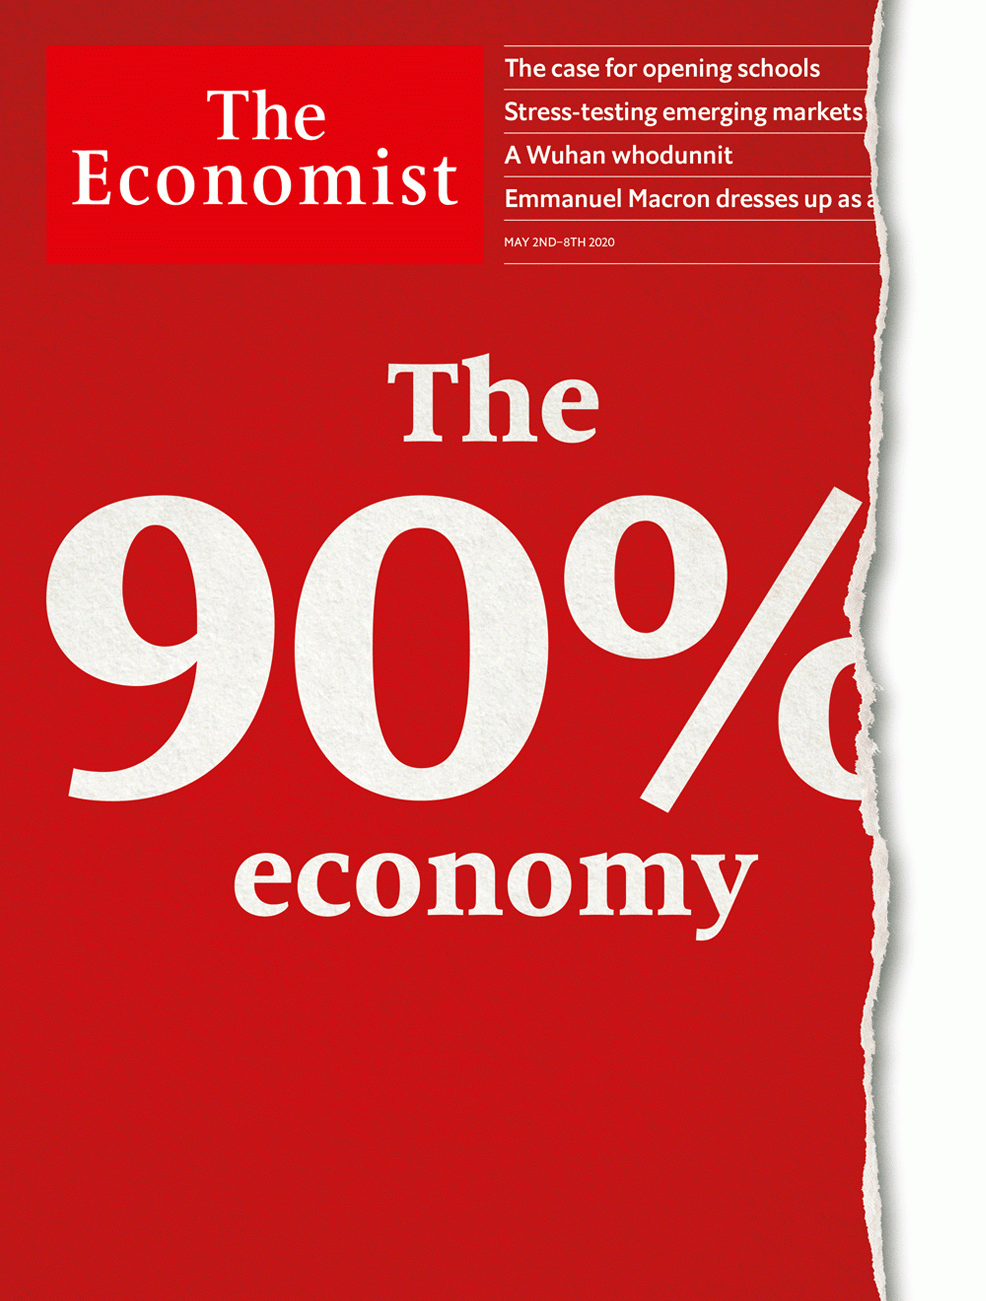 The
Economist
The case for opening schools
Stress-testing emerging markets
A Wuhan whodunnit
Emmanuel Macron dresses up as a
MAY 2ND–8TH 2020
The
90%
economy